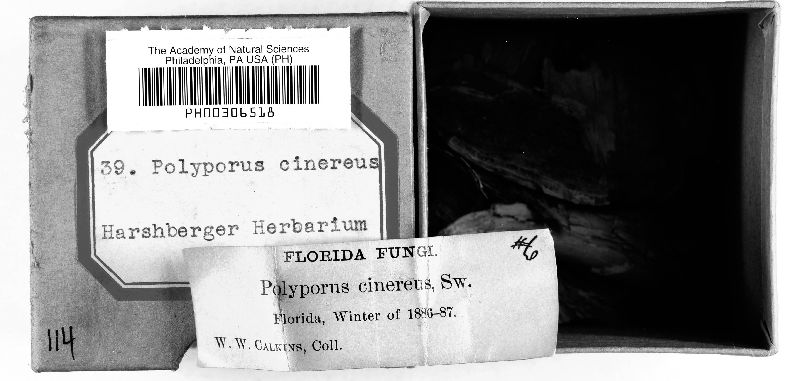 The Academy of Natural Sciences
Philadelphia, PA USA (PH)
PH00306518
39. Polyporus cinereus
Harshberger Herbarium
114
FLORIDA FUNGI.
#6
Polyporus cinereus, Sw.
Florida, Winter of 1886-87.
W. W. CALKINS, Coll.